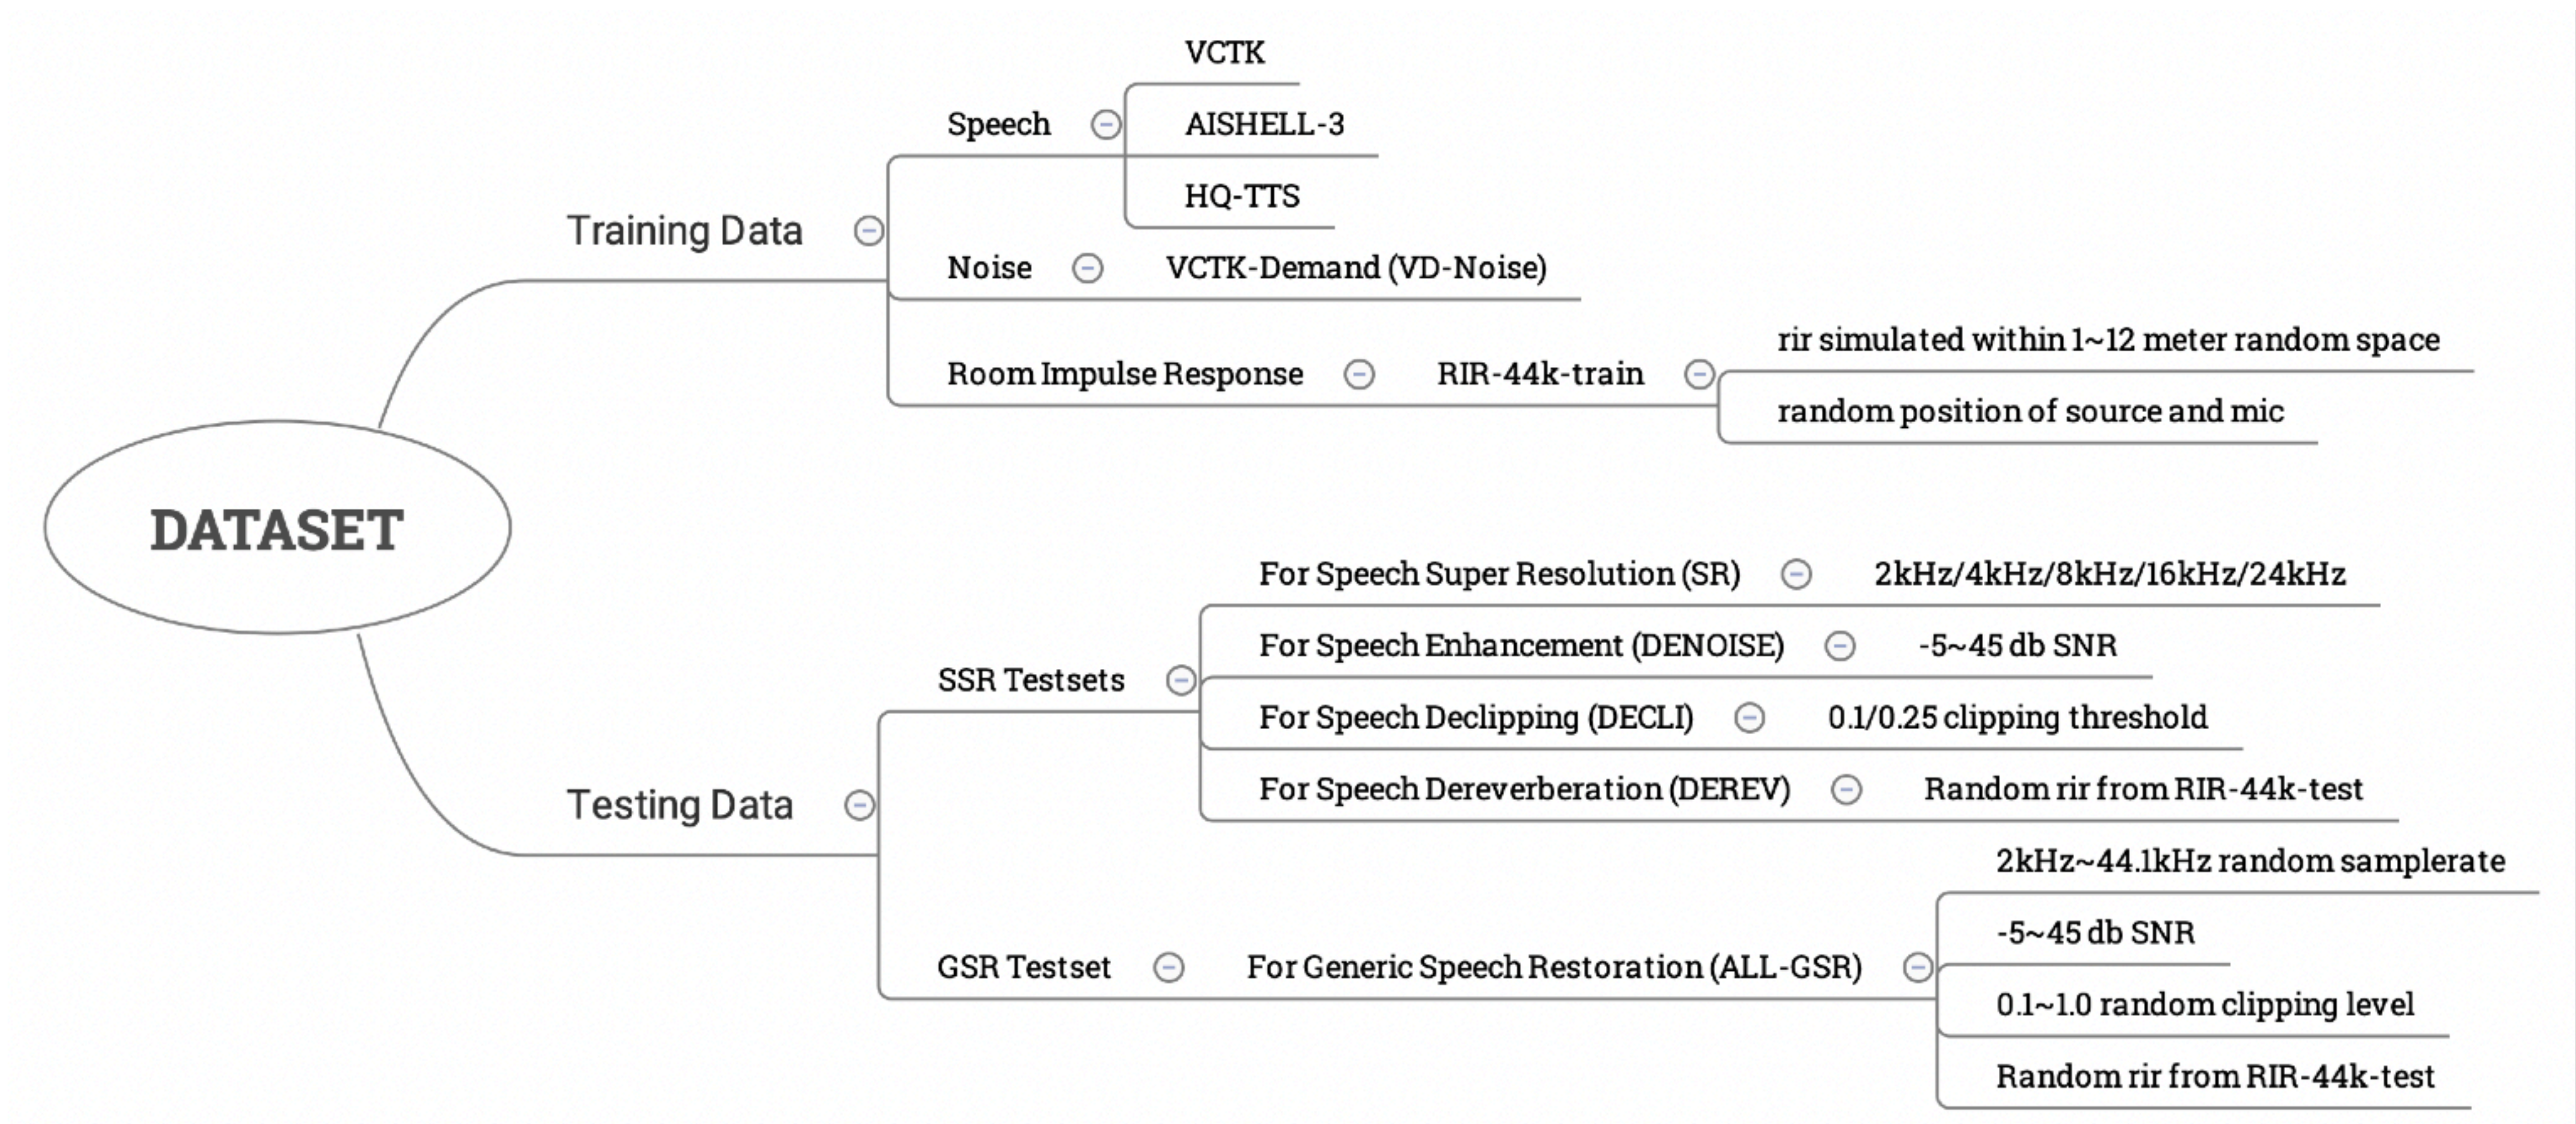 DATASET
Training Data
Speech
VCTK
AISHELL-3
HQ-TTS
Noise
VCTK-Demand (VD-Noise)
Room Impulse Response
RIR-44k-train
rir simulated within 1~12 meter random space
random position of source and mic
Testing Data
SSR Testsets
For Speech Super Resolution (SR)
2kHz/4kHz/8kHz/16kHz/24kHz
For Speech Enhancement (DENOISE)
-5~45 db SNR
For Speech Declipping (DECLI)
0.1/0.25 clipping threshold
For Speech Dereverberation (DEREV)
Random rir from RIR-44k-test
GSR Testset
For Generic Speech Restoration (ALL-GSR)
2kHz~44.1kHz random samplerate
-5~45 db SNR
0.1~1.0 random clipping level
Random rir from RIR-44k-test